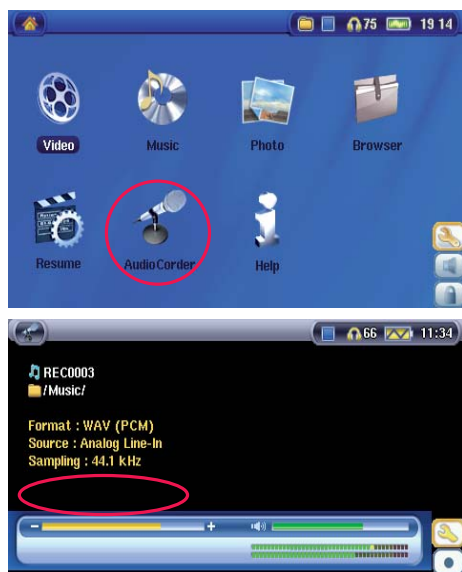 75 19 14
Video Music Photo Browser
Resume AudioCorder Help
66 11:34
REC0003
/Music/
Format : WAV (PCM)
Source : Analog Line-In
Sampling : 44.1 kHz
- +